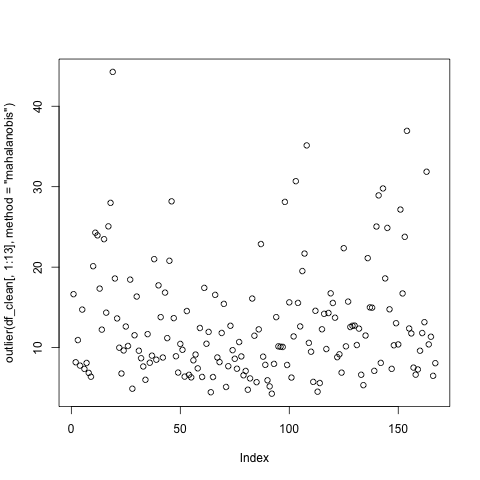 outlier(df_clean[, 1:13], method = "mahalanobis")
40
30
20
10
0 50 100 150
Index